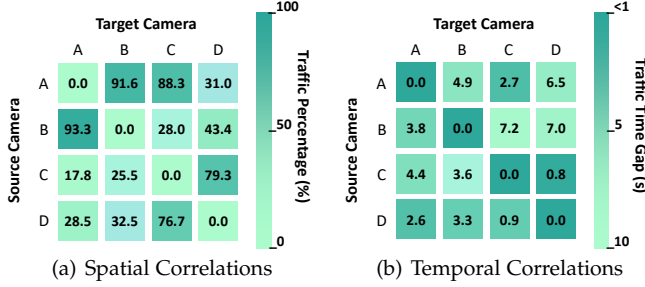 Target Camera
A B C D
Source Camera
A 0.0 91.6 88.3 31.0
B 93.3 0.0 28.0 43.4
C 17.8 25.5 0.0 79.3
D 28.5 32.5 76.7 0.0
100
50
0
Traffic Percentage (%)
(a) Spatial Correlations
Target Camera
A B C D
Source Camera
A 0.0 4.9 2.7 6.5
B 3.8 0.0 7.2 7.0
C 4.4 3.6 0.0 0.8
D 2.6 3.3 0.9 0.0
<1
5
10
Traffic Time Gap (s)
(b) Temporal Correlations